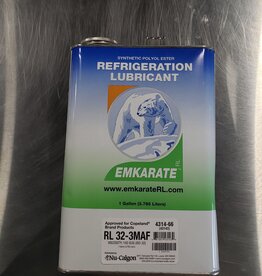 SYNTHETIC POLYOL ESTER
REFRIGERATION
LUBRICANT
EMKARATE
www.emkarateRL.com
1 Gallon (3.785 Liters)
Approved for Copeland®
Brand Products
4314-66
RL 32-3MAF
Nu-Calgon